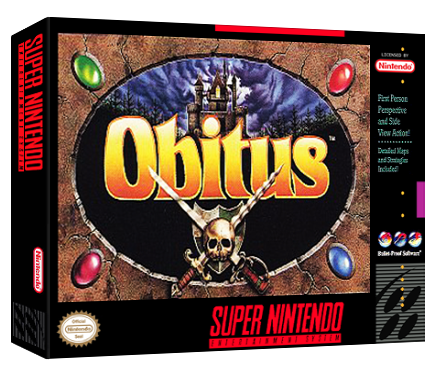 SUPER NINTENDO
Nintendo
LICENSED BY
Nintendo
First Person
Perspective
and Side
View Action!
Detailed Maps
and Strategies
Included!
Bullet-Proof Software
Obitus
TM
Official
Nintendo
Seal
SUPER NINTENDO
ENTERTAINMENT SYSTEM